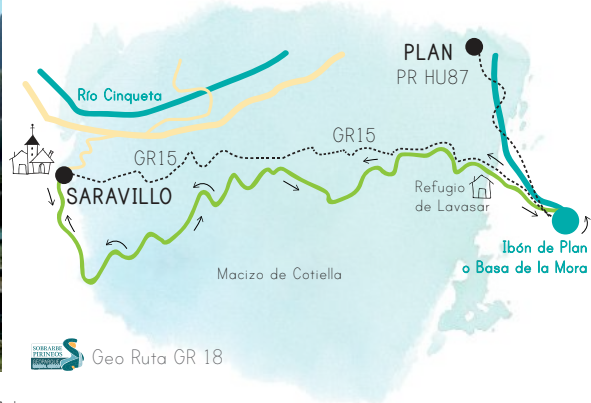 PLAN
PR HU87
Río Cinqueta
GR15
GR15
SARAVILLO
Refugio
de Lavasar
Ibón de Plan
o Basa de la Mora
Macizo de Cotiella
SOBRARBE
PIRINEOS
GEOPARQUE
Geo Ruta GR 18